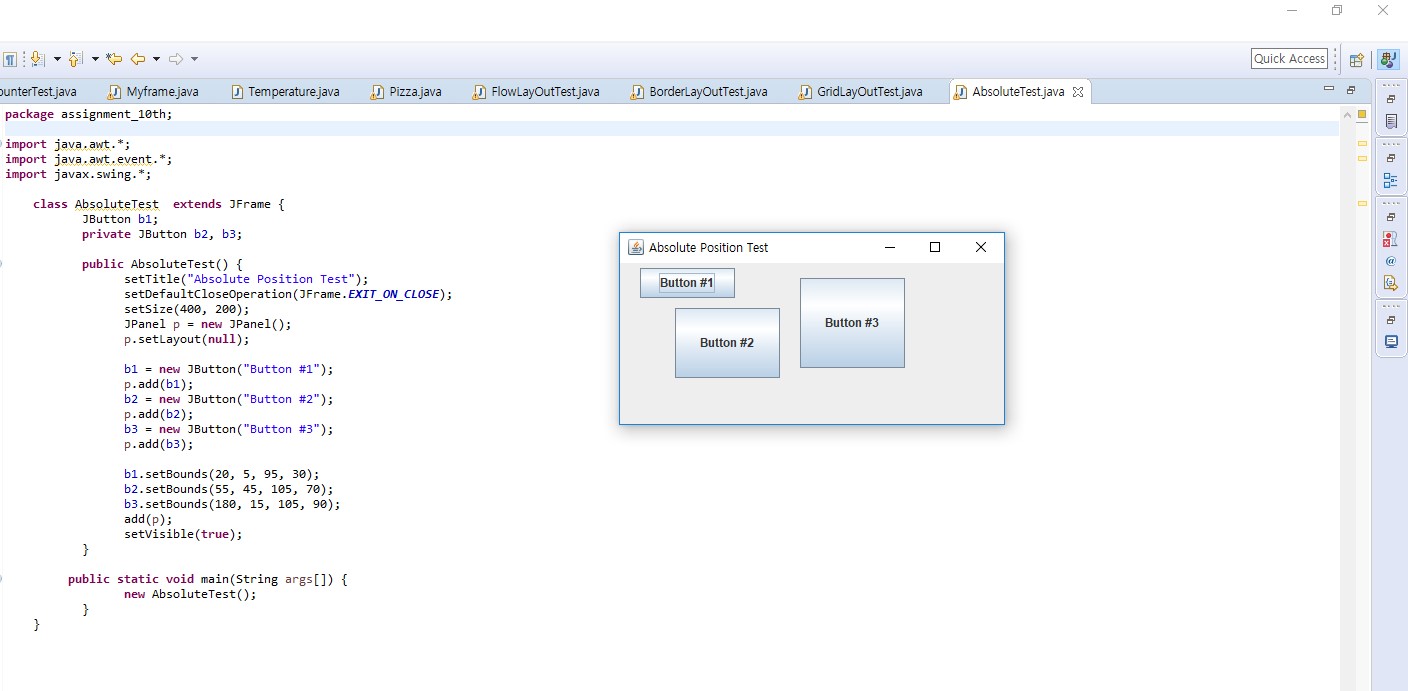 Quick Access
ounterTest.java Myframe.java Temperature.java Pizza.java FlowLayOutTest.java BorderLayOutTest.java GridLayOutTest.java AbsoluteTest.java
package assignment_10th;
import java.awt.*;
import java.awt.event.*;
import javax.swing.*;
class AbsoluteTest extends JFrame {
JButton b1;
private JButton b2, b3;
public AbsoluteTest() {
setTitle("Absolute Position Test");
setDefaultCloseOperation(JFrame.EXIT_ON_CLOSE);
setSize(400, 200);
JPanel p = new JPanel();
p.setLayout(null);
b1 = new JButton("Button #1");
p.add(b1);
b2 = new JButton("Button #2");
p.add(b2);
b3 = new JButton("Button #3");
p.add(b3);
b1.setBounds(20, 5, 95, 30);
b2.setBounds(55, 45, 105, 70);
b3.setBounds(180, 15, 105, 90);
add(p);
setVisible(true);
}
public static void main(String args[]) {
new AbsoluteTest();
}
}
Absolute Position Test
Button #1
Button #2
Button #3